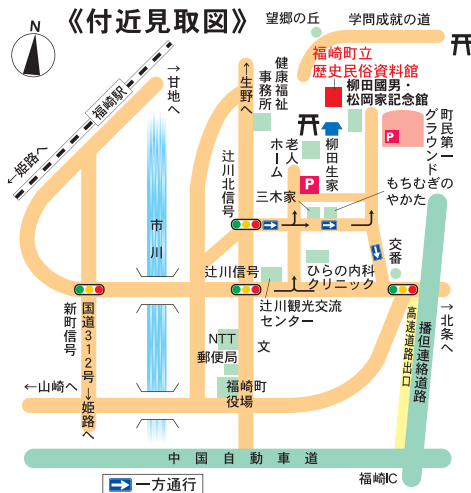 《付近見取図》
N
望郷の丘
学問成就の道
福崎町立
歴史民俗資料館
柳田國男・
松岡家記念館
健康福祉
事務所
↑生野へ
→甘地へ
福崎駅
←姫路へ
町民第一
グラウンド
P
老人
ホーム
柳田生家
P
もちむぎの
やかた
三木家
辻川北信号
市川
交番
ひらの内科
クリニック
辻川信号
辻川観光交流
センター
新町信号
国道312号
→姫路へ
→北条へ
播但連絡道路
高速道路出口
NTT
郵便局
文
福崎町
役場
←山崎へ
中国自動車道
福崎IC
一方通行